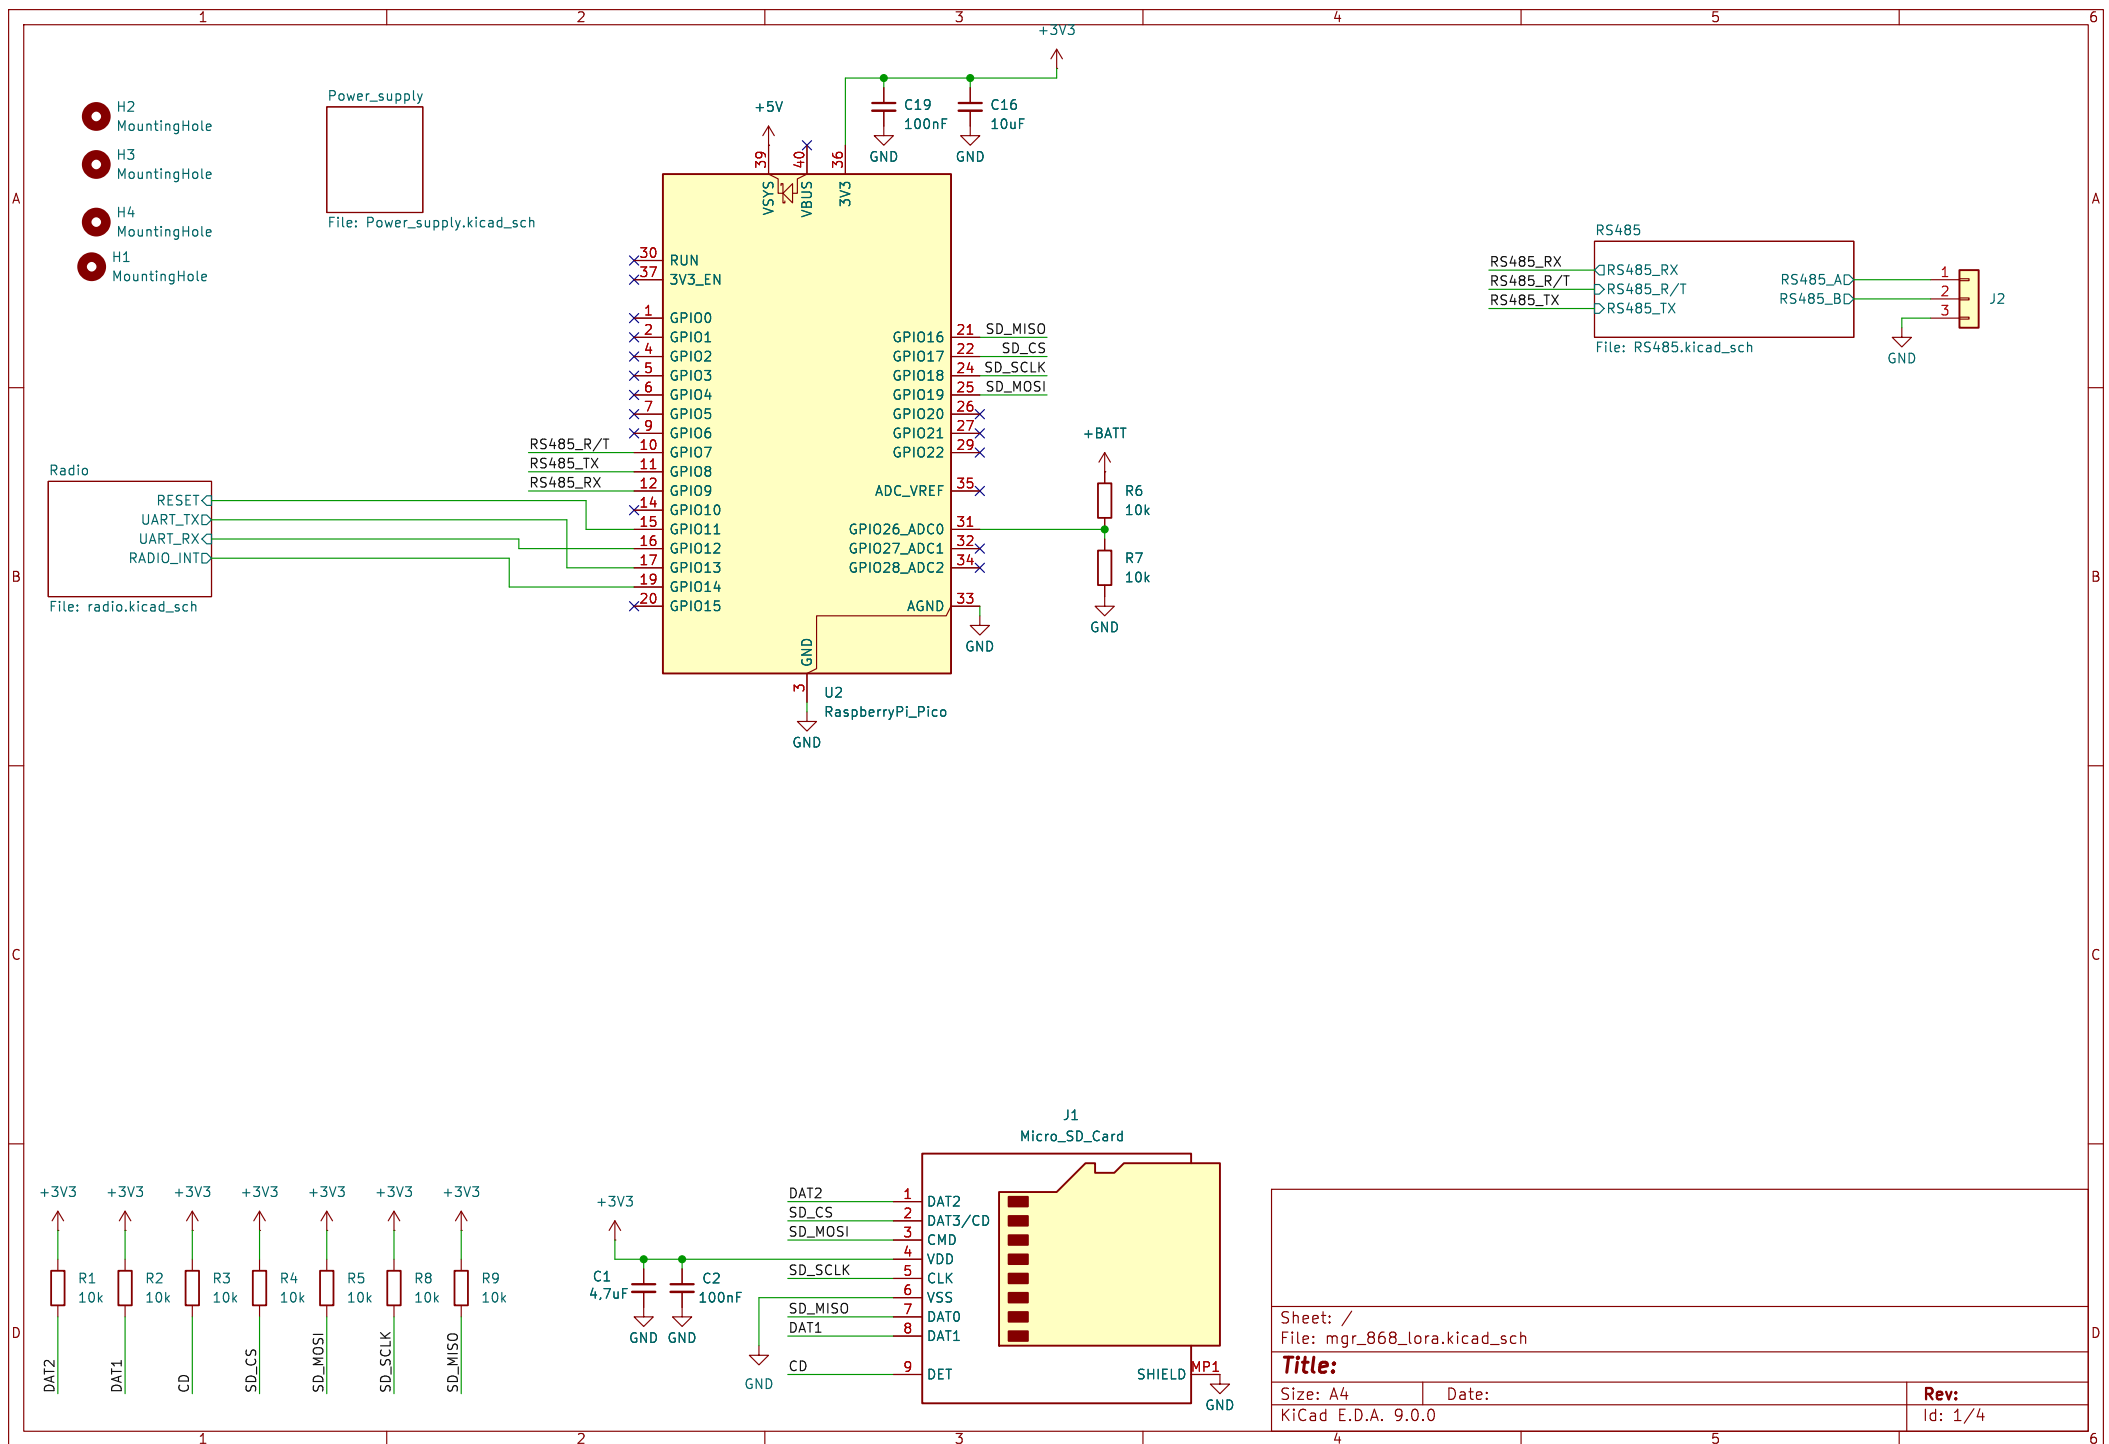 1 2 3 4 5 6
+3V3
H2
MountingHole
H3
MountingHole
H4
MountingHole
H1
MountingHole
Power_supply
File: Power_supply.kicad_sch
+5V
C19
100nF
GND
C16
10uF
GND
39 40 36
VSYS VBUS 3V3
A
A
30 RUN
37 3V3_EN
1 GPIO0
2 GPIO1
4 GPIO2
5 GPIO3
6 GPIO4
7 GPIO5
9 GPIO6
RS485_R/T 10 GPIO7
RS485_TX 11 GPIO8
RS485_RX 12 GPIO9
14 GPIO10
15 GPIO11
16 GPIO12
17 GPIO13
19 GPIO14
20 GPIO15
GPIO16 21 SD_MISO
GPIO17 22 SD_CS
GPIO18 24 SD_SCLK
GPIO19 25 SD_MOSI
GPIO20 26
GPIO21 27
GPIO22 29
ADC_VREF 35
GPIO26_ADC0 31
GPIO27_ADC1 32
GPIO28_ADC2 34
AGND 33
GND
GND
3
U2
RaspberryPi_Pico
GND
+BATT
R6
10k
R7
10k
GND
RS485
RS485_RX RS485_RX
RS485_R/T RS485_R/T
RS485_TX RS485_TX
RS485_A 1
RS485_B 2
3
J2
GND
File: RS485.kicad_sch
Radio
RESET
UART_TX
UART_RX
RADIO_INT
File: radio.kicad_sch
B
B
C
C
+3V3 +3V3 +3V3 +3V3 +3V3 +3V3 +3V3
R1
10k
R2
10k
R3
10k
R4
10k
R5
10k
R8
10k
R9
10k
DAT2
DAT1
CD
SD_CS
SD_MOSI
SD_SCLK
SD_MISO
+3V3
C1
4,7uF
GND
C2
100nF
GND
GND
J1
Micro_SD_Card
DAT2 1 DAT2
SD_CS 2 DAT3/CD
SD_MOSI 3 CMD
4 VDD
SD_SCLK 5 CLK
6 VSS
SD_MISO 7 DAT0
DAT1 8 DAT1
CD 9 DET
SHIELD MP1
GND
D
D
Sheet: /
File: mgr_868_lora.kicad_sch
Title:
Size: A4 Date: Rev:
KiCad E.D.A. 9.0.0 Id: 1/4
1 2 3 4 5 6